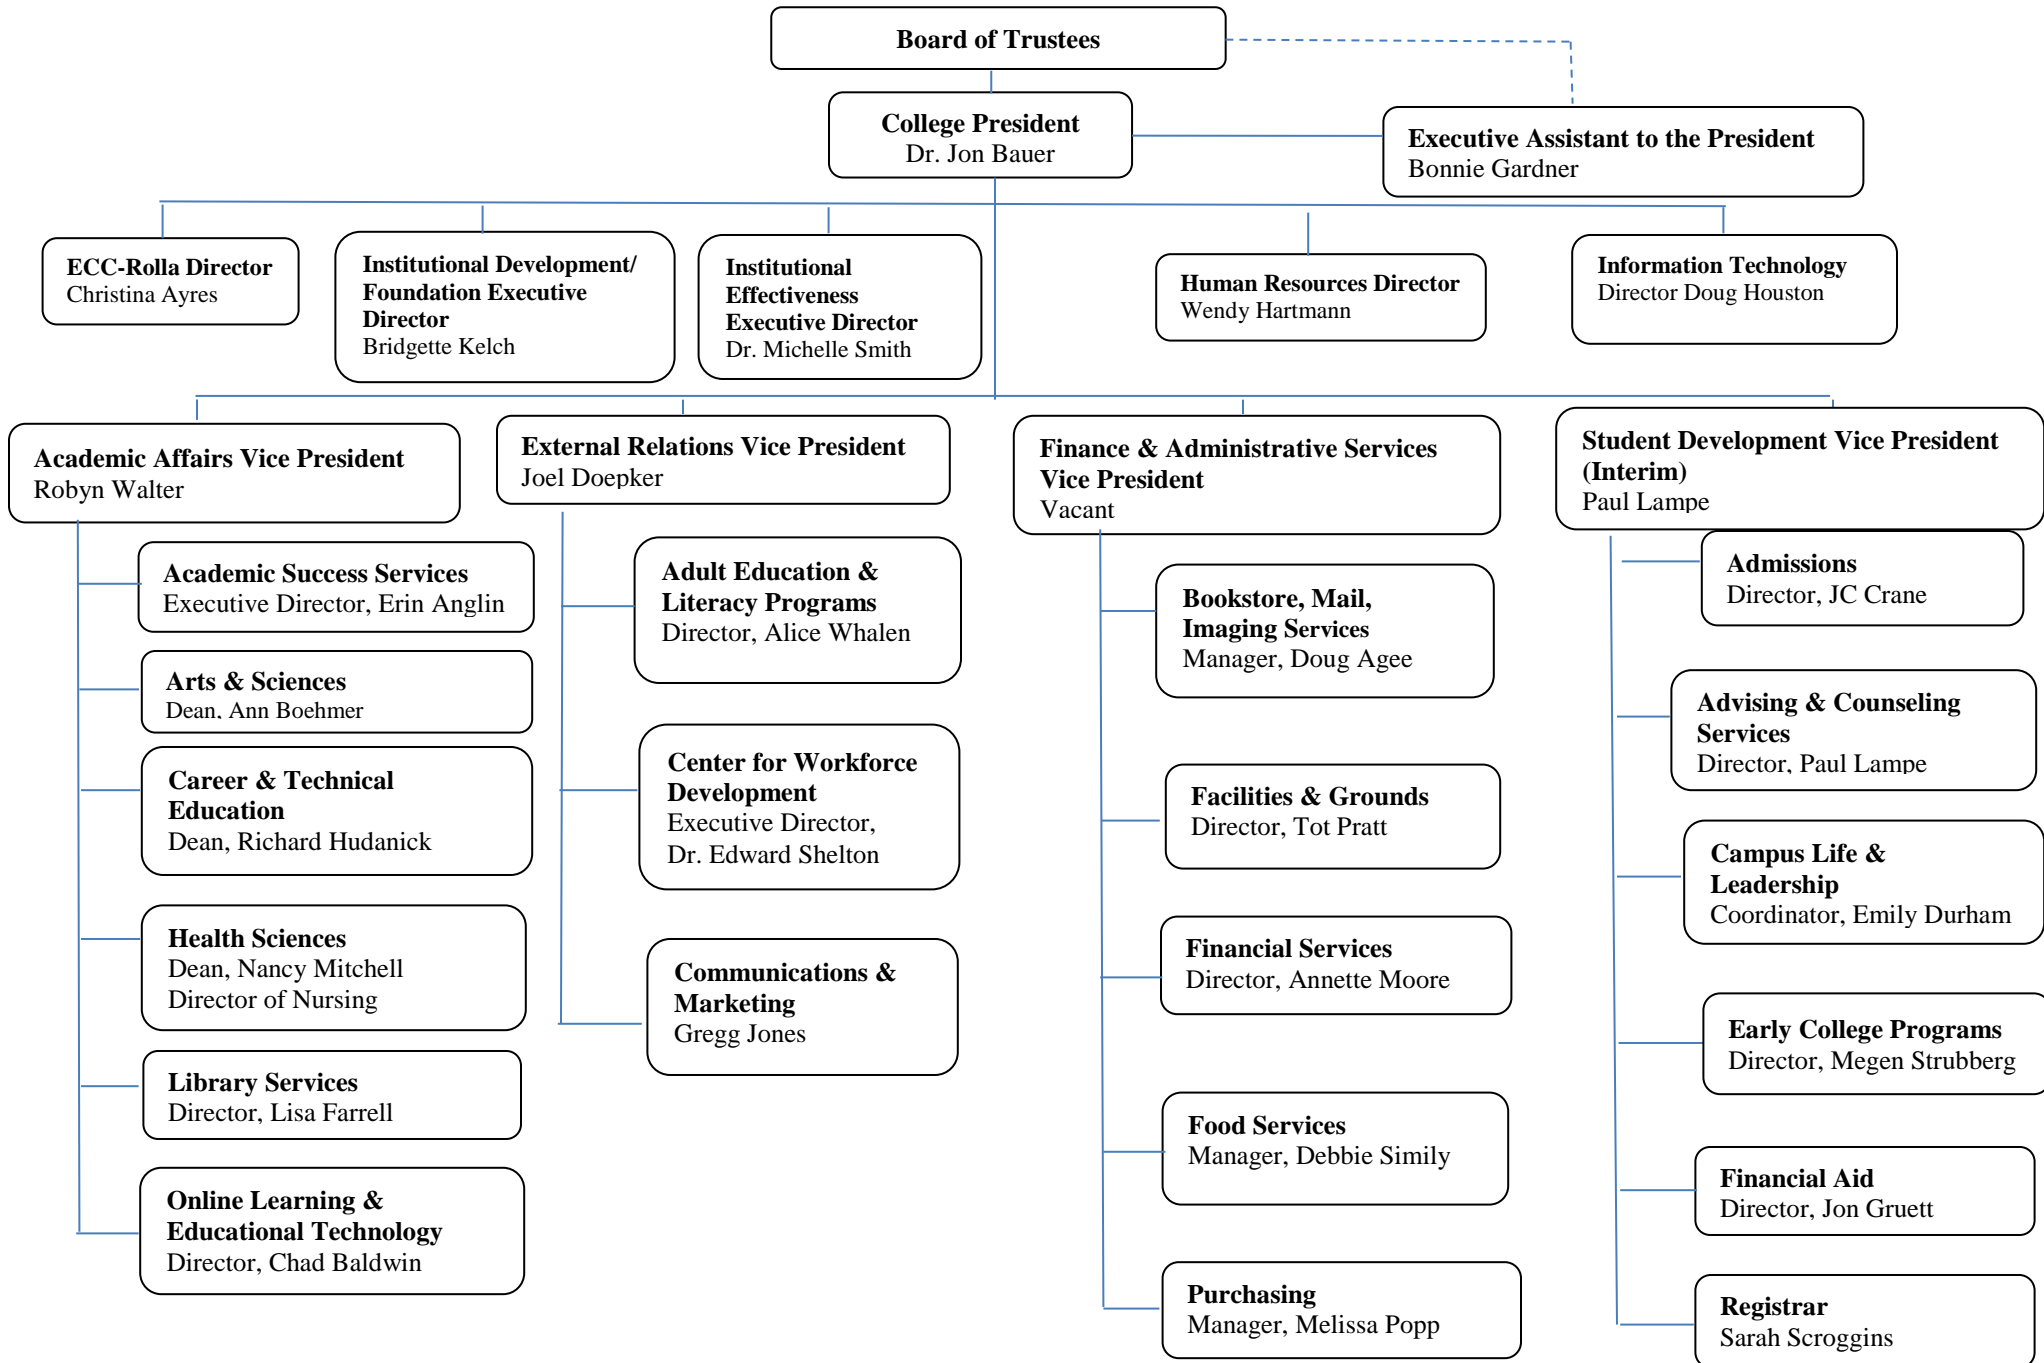 Board of Trustees
College President
Dr. Jon Bauer
Executive Assistant to the President
Bonnie Gardner
ECC-Rolla Director
Christina Ayres
Institutional Development/
Foundation Executive
Director
Bridgette Kelch
Institutional
Effectiveness
Executive Director
Dr. Michelle Smith
Human Resources Director
Wendy Hartmann
Information Technology
Director Doug Houston
Academic Affairs Vice President
Robyn Walter
External Relations Vice President
Joel Doepker
Finance & Administrative Services
Vice President
Vacant
Student Development Vice President
(Interim)
Paul Lampe
Academic Success Services
Executive Director, Erin Anglin
Arts & Sciences
Dean, Ann Boehmer
Career & Technical
Education
Dean, Richard Hudanick
Health Sciences
Dean, Nancy Mitchell
Director of Nursing
Library Services
Director, Lisa Farrell
Online Learning &
Educational Technology
Director, Chad Baldwin
Adult Education &
Literacy Programs
Director, Alice Whalen
Center for Workforce
Development
Executive Director,
Dr. Edward Shelton
Communications &
Marketing
Gregg Jones
Bookstore, Mail,
Imaging Services
Manager, Doug Agee
Facilities & Grounds
Director, Tot Pratt
Financial Services
Director, Annette Moore
Food Services
Manager, Debbie Simily
Purchasing
Manager, Melissa Popp
Admissions
Director, JC Crane
Advising & Counseling
Services
Director, Paul Lampe
Campus Life &
Leadership
Coordinator, Emily Durham
Early College Programs
Director, Megen Strubberg
Financial Aid
Director, Jon Gruett
Registrar
Sarah Scroggins